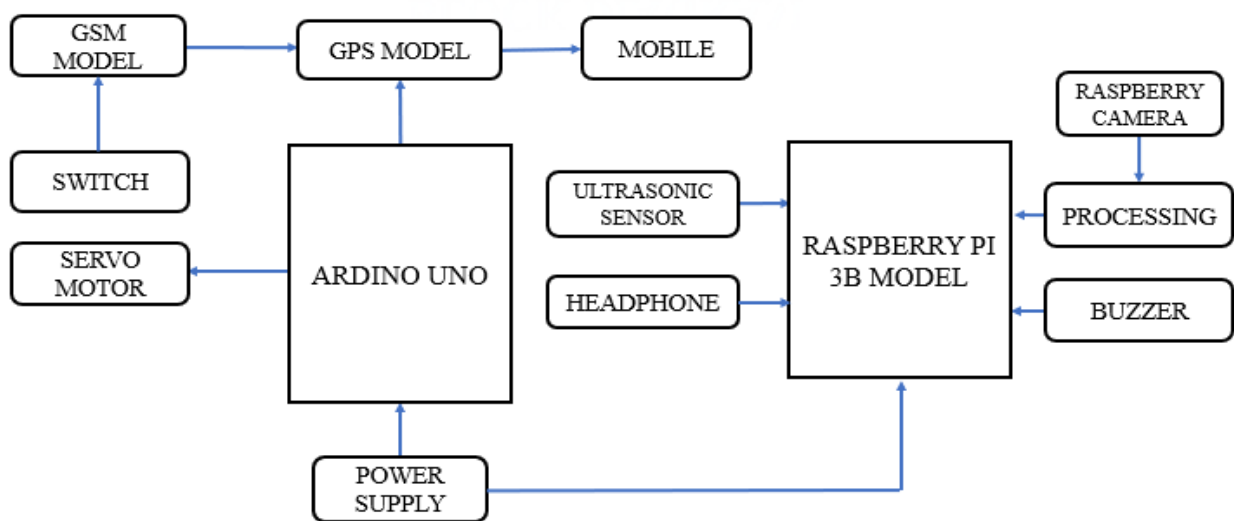 GSM
MODEL
GPS MODEL
MOBILE
RASPBERRY
CAMERA
SWITCH
ULTRASONIC
SENSOR
PROCESSING
SERVO
MOTOR
ARDINO UNO
RASPBERRY PI
3B MODEL
HEADPHONE
BUZZER
POWER
SUPPLY